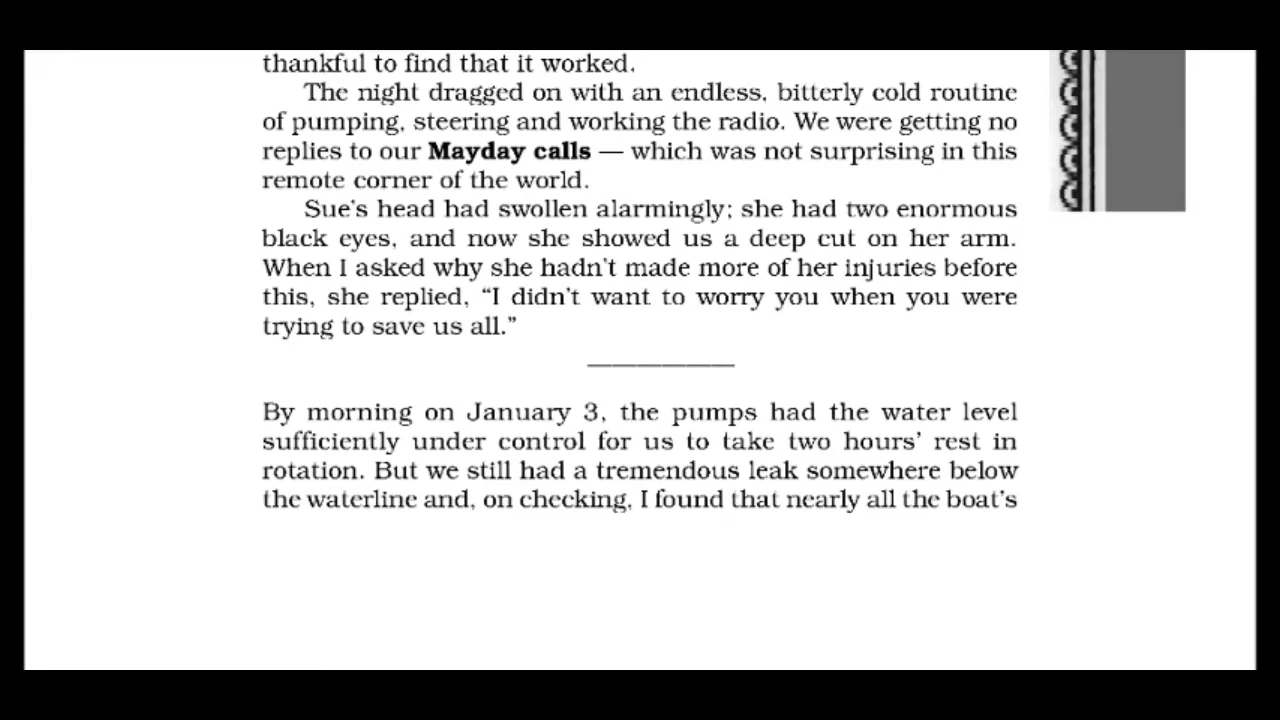 thankful to find that it worked.
The night dragged on with an endless, bitterly cold routine
of pumping, steering and working the radio. We were getting no
replies to our Mayday calls — which was not surprising in this
remote corner of the world.
Sue's head had swollen alarmingly; she had two enormous
black eyes, and now she showed us a deep cut on her arm.
When I asked why she hadn't made more of her injuries before
this, she replied, “I didn't want to worry you when you were
trying to save us all.”
By morning on January 3, the pumps had the water level
sufficiently under control for us to take two hours' rest in
rotation. But we still had a tremendous leak somewhere below
the waterline and, on checking, I found that nearly all the boat's